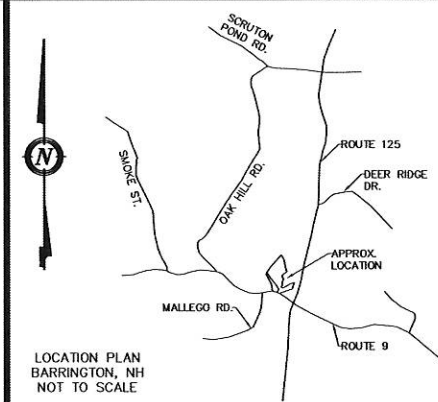 SCRUTON
POND RD.
N
SMOKE ST.
OAK HILL RD.
ROUTE 125
DEER RIDGE
DR.
APPROX.
LOCATION
MALLEGO RD.
ROUTE 9
LOCATION PLAN
BARRINGTON, NH
NOT TO SCALE